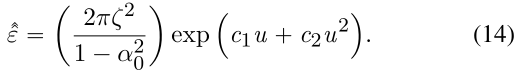 $\hat{\hat{\varepsilon}} = \left( \frac{2\pi\zeta^2}{1 - \alpha_0^2} \right) \exp\left( c_1 u + c_2 u^2 \right).$ (14)